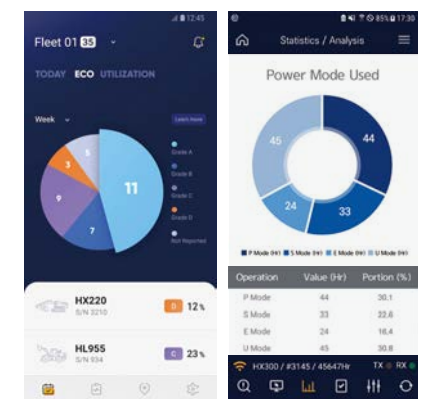 12:45
Fleet 01 35
TODAY ECO UTILIZATION
Week
Learn more
5
3
11
9
7
Grade A
Grade B
Grade C
Grade D
Not Reported
HX220
S/N 3210
D 12%
HL955
S/N 934
C 23%
85% 17:30
Statistics / Analysis
Power Mode Used
45
44
24
33
P Mode (Hr) S Mode (Hr) E Mode (Hr) U Mode (Hr)
Operation Value (Hr) Portion (%)
P Mode 44 30.1
S Mode 33 22.6
E Mode 24 16.4
U Mode 45 30.8
HX300 / #3145 / 45647Hr TX RX